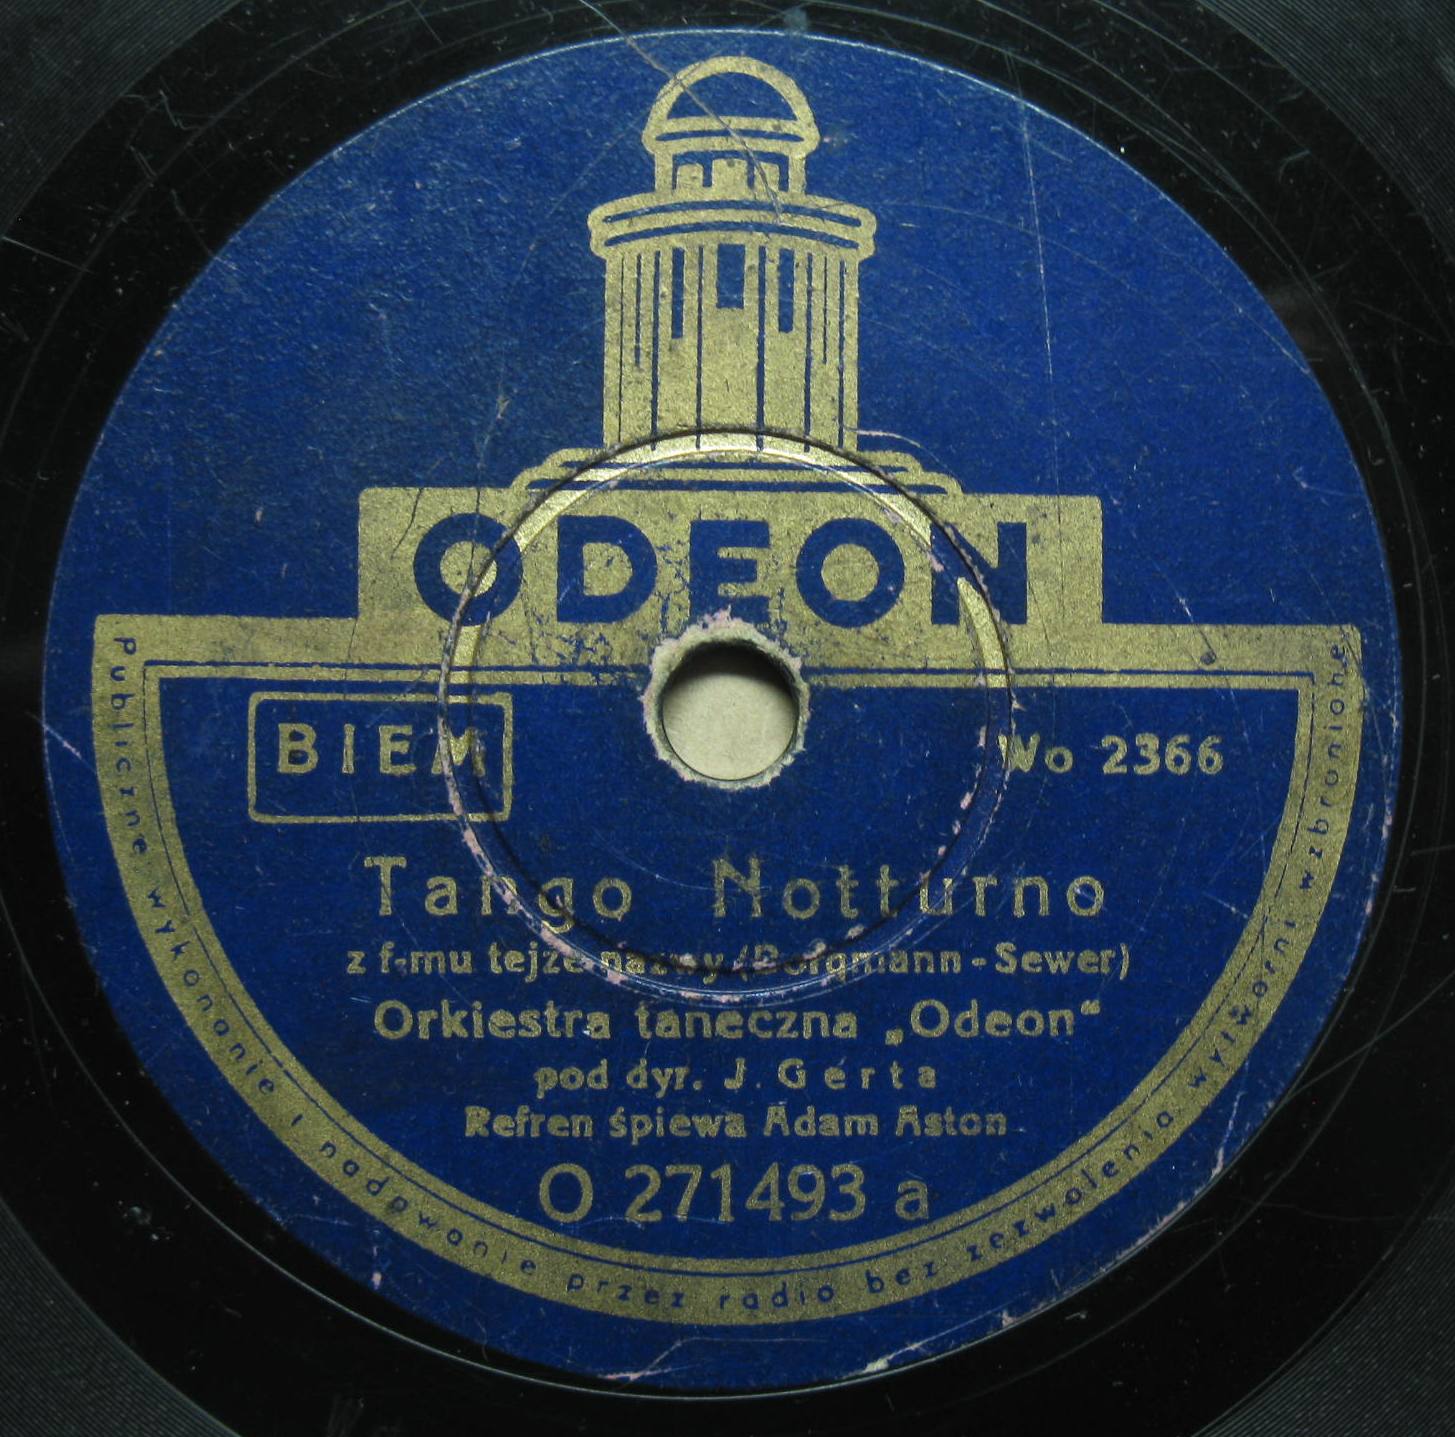 ODEON
BIEM
Wo 2366
Tango Notturno
z f-mu tejże nazwy (Borgmann - Sewer)
Orkiestra taneczna „Odeon“
pod dyr. J. Gerta
Refren śpiewa Adam Aston
O 271493 a
Publiczne wykonanie i nadawanie przez radio bez zezwolenia wytwórni wzbronione